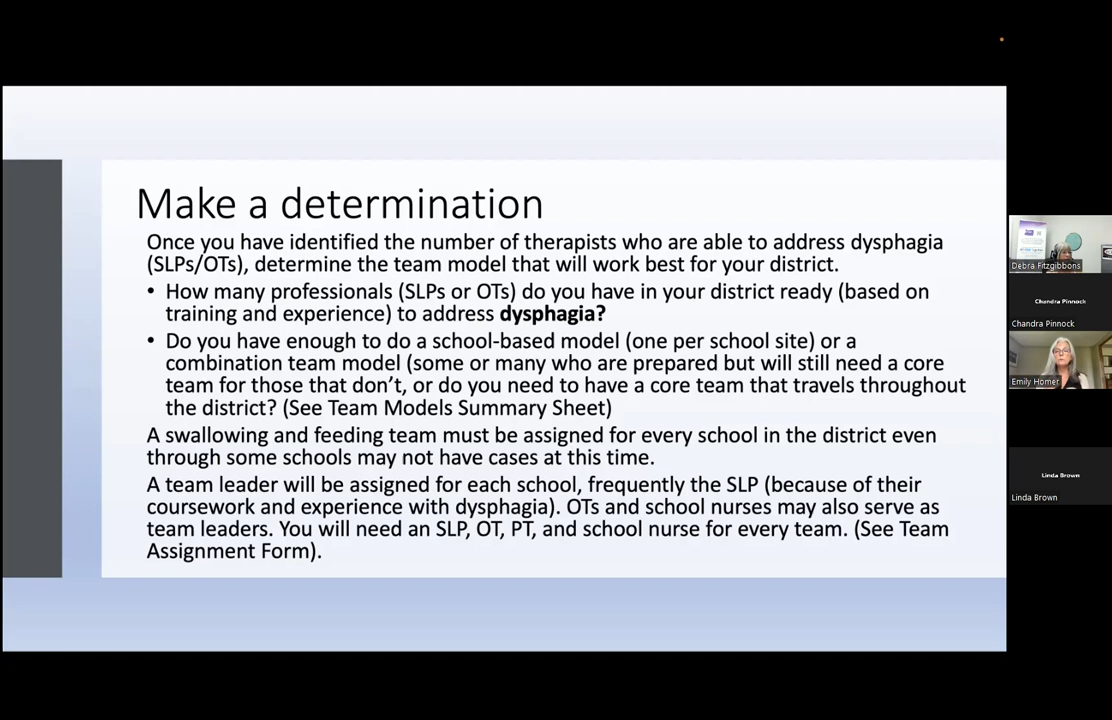 Make a determination
Once you have identified the number of therapists who are able to address dysphagia
(SLPs/OTs), determine the team model that will work best for your district.
• How many professionals (SLPs or OTs) do you have in your district ready (based on
training and experience) to address dysphagia?
• Do you have enough to do a school-based model (one per school site) or a
combination team model (some or many who are prepared but will still need a core
team for those that don’t, or do you need to have a core team that travels throughout
the district? (See Team Models Summary Sheet)
A swallowing and feeding team must be assigned for every school in the district even
through some schools may not have cases at this time.
A team leader will be assigned for each school, frequently the SLP (because of their
coursework and experience with dysphagia). OTs and school nurses may also serve as
team leaders. You will need an SLP, OT, PT, and school nurse for every team. (See Team
Assignment Form).
Debra Fitzgibbons
Chandra Pinnock
Chandra Pinnock
Emily Homer
Linda Brown
Linda Brown